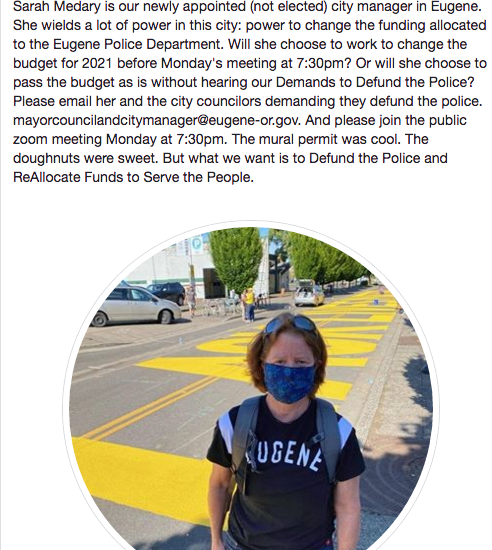 Sarah Medary is our newly appointed (not elected) city manager in Eugene.
She wields a lot of power in this city: power to change the funding allocated
to the Eugene Police Department. Will she choose to work to change the
budget for 2021 before Monday's meeting at 7:30pm? Or will she choose to
pass the budget as is without hearing our Demands to Defund the Police?
Please email her and the city councilors demanding they defund the police.
mayorcouncilandcitymanager@eugene-or.gov. And please join the public
zoom meeting Monday at 7:30pm. The mural permit was cool. The
doughnuts were sweet. But what we want is to Defund the Police and
ReAllocate Funds to Serve the People.
P
EUGENE